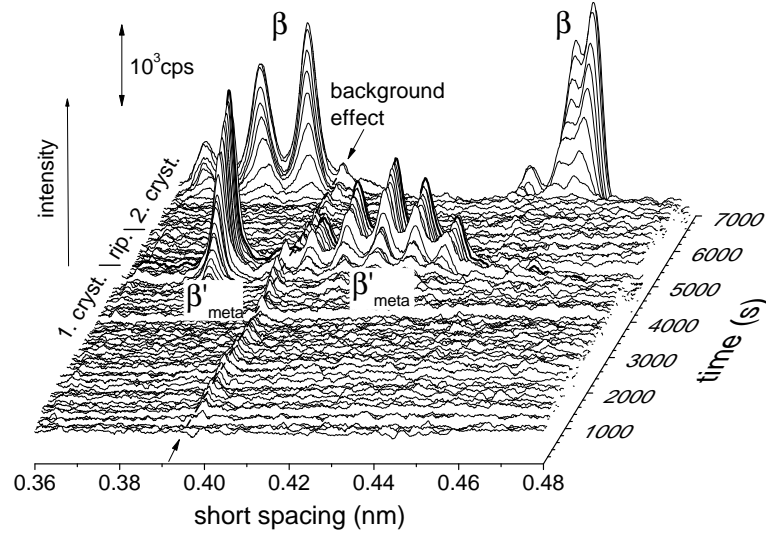 β
β
10³cps
background
effect
intensity
1. cryst. \ rip. \ 2. cryst.
β'meta
β'meta
7000
6000
5000
4000
3000
2000
1000
time (s)
0.36 0.38 0.40 0.42 0.44 0.46 0.48
short spacing (nm)